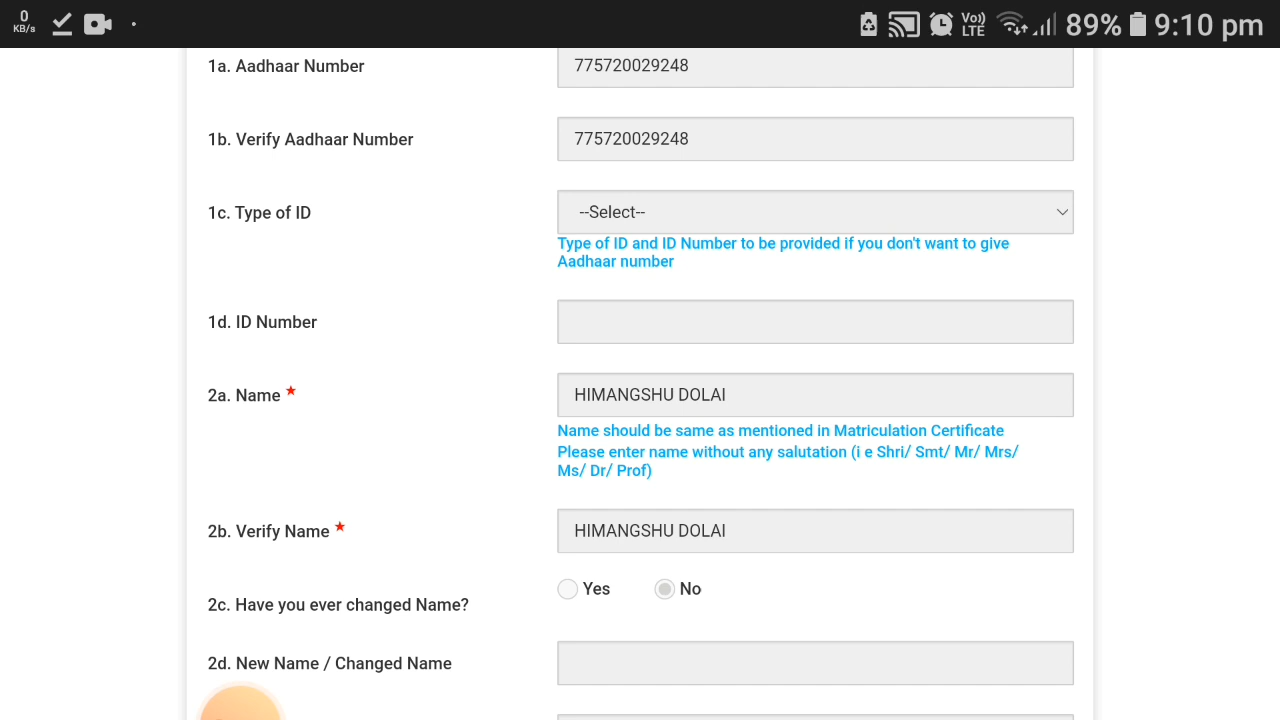 0
KB/s
Vo))
LTE
89%
9:10 pm
1a. Aadhaar Number
775720029248
1b. Verify Aadhaar Number
775720029248
1c. Type of ID
--Select--
Type of ID and ID Number to be provided if you don't want to give
Aadhaar number
1d. ID Number
2a. Name ★
HIMANGSHU DOLAI
Name should be same as mentioned in Matriculation Certificate
Please enter name without any salutation (i e Shri/ Smt/ Mr/ Mrs/
Ms/ Dr/ Prof)
2b. Verify Name ★
HIMANGSHU DOLAI
2c. Have you ever changed Name?
Yes
No
2d. New Name / Changed Name